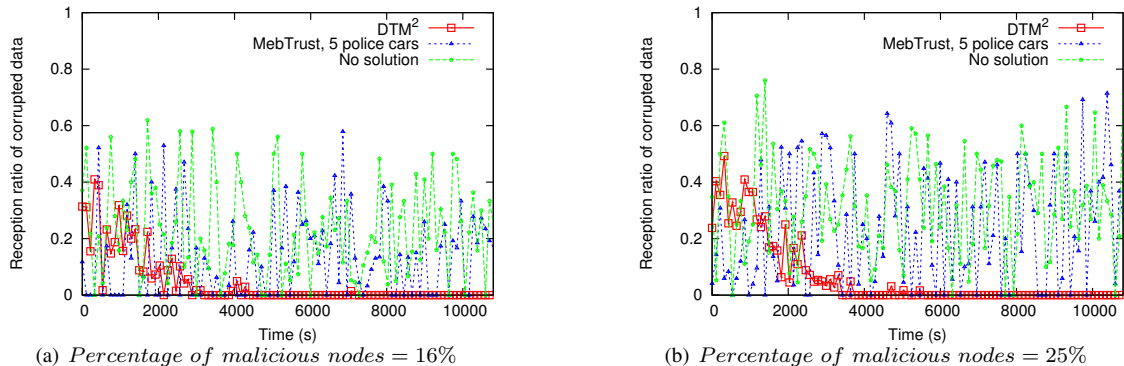 DTM²
MebTrust, 5 police cars
No solution
Reception ratio of corrupted data
1
0.8
0.6
0.4
0.2
0
0 2000 4000 6000 8000 10000
Time (s)
(a) Percentage of malicious nodes = 16%
DTM²
MebTrust, 5 police cars
No solution
Reception ratio of corrupted data
1
0.8
0.6
0.4
0.2
0
0 2000 4000 6000 8000 10000
Time (s)
(b) Percentage of malicious nodes = 25%